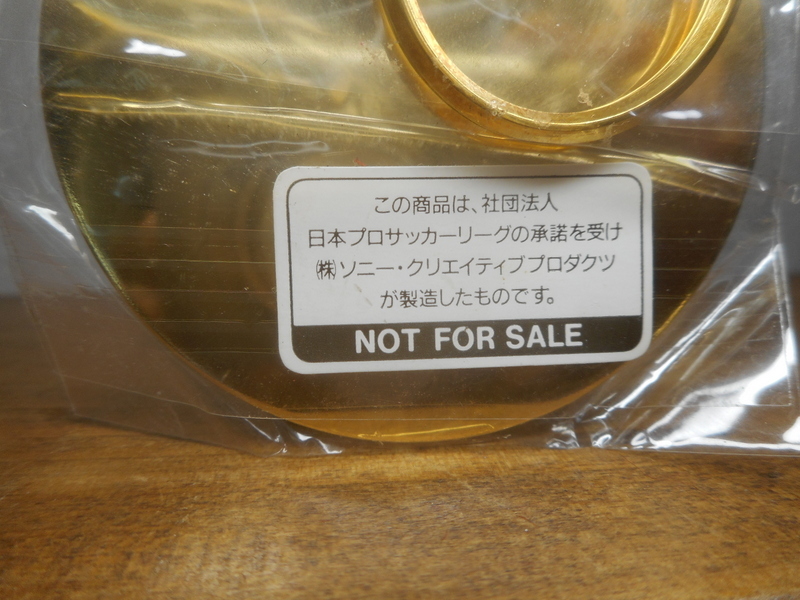 この商品は、社団法人
日本プロサッカーリーグの承諾を受け
㈱ソニー・クリエイティブプロダクツ
が製造したものです。
NOT FOR SALE